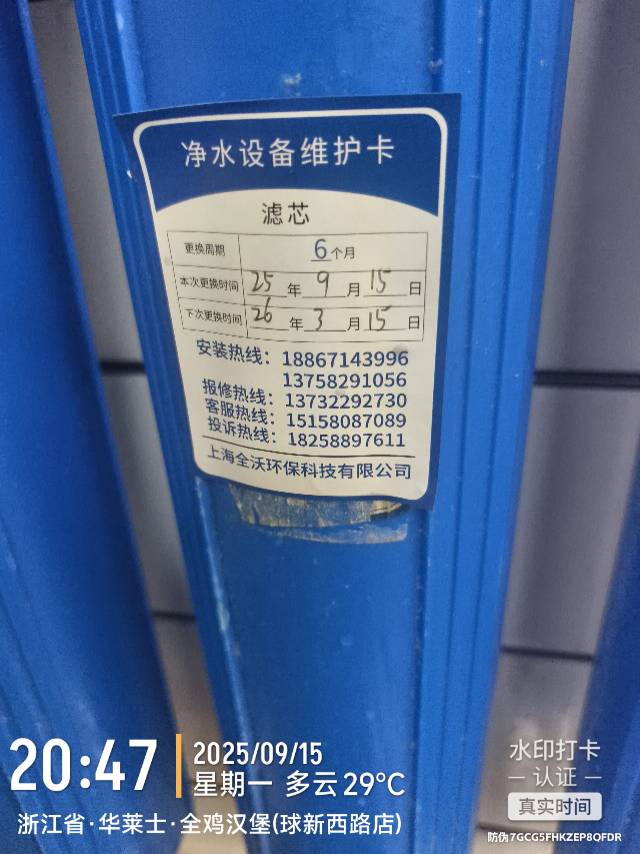 净水设备维护卡
滤芯
更换周期 6个月
本次更换时间 25年9月15日
下次更换时间 26年3月15日
安装热线：18867143996
13758291056
报修热线：13732292730
客服热线：15158087089
投诉热线：18258897611
上海全沃环保科技有限公司
20:47
2025/09/15
星期一 多云 29°C
浙江省·华莱士·全鸡汉堡(球新西路店)
水印打卡
认证
真实时间
防伪7GCG5FHKZEP8QFDR